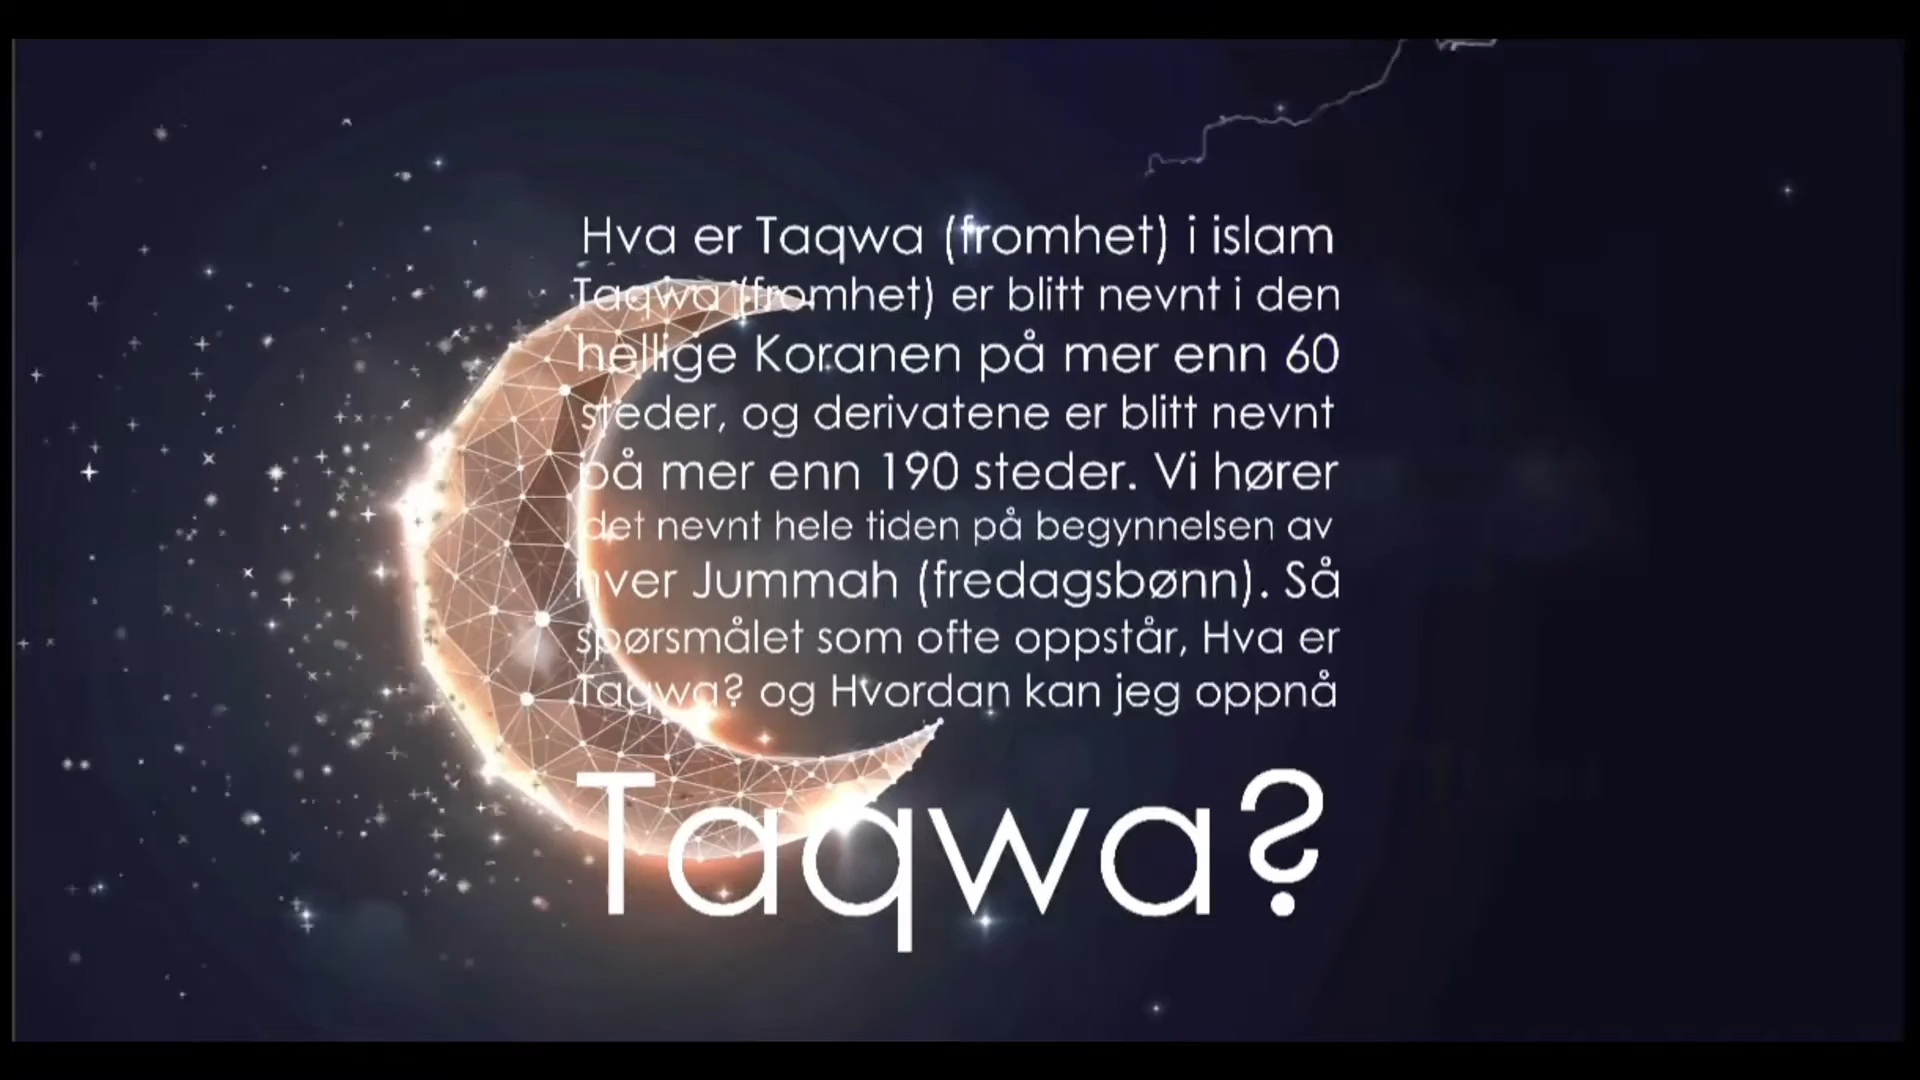 Hva er Taqwa (fromhet) i islam
Taqwa (fromhet) er blitt nevnt i den
hellige Koranen på mer enn 60
steder, og derivatene er blitt nevnt
på mer enn 190 steder. Vi hører
det nevnt hele tiden på begynnelsen av
hver Jummah (fredagsbønn). Så
spørsmålet som ofte oppstår, Hva er
Taqwa? og Hvordan kan jeg oppnå
Taqwa?